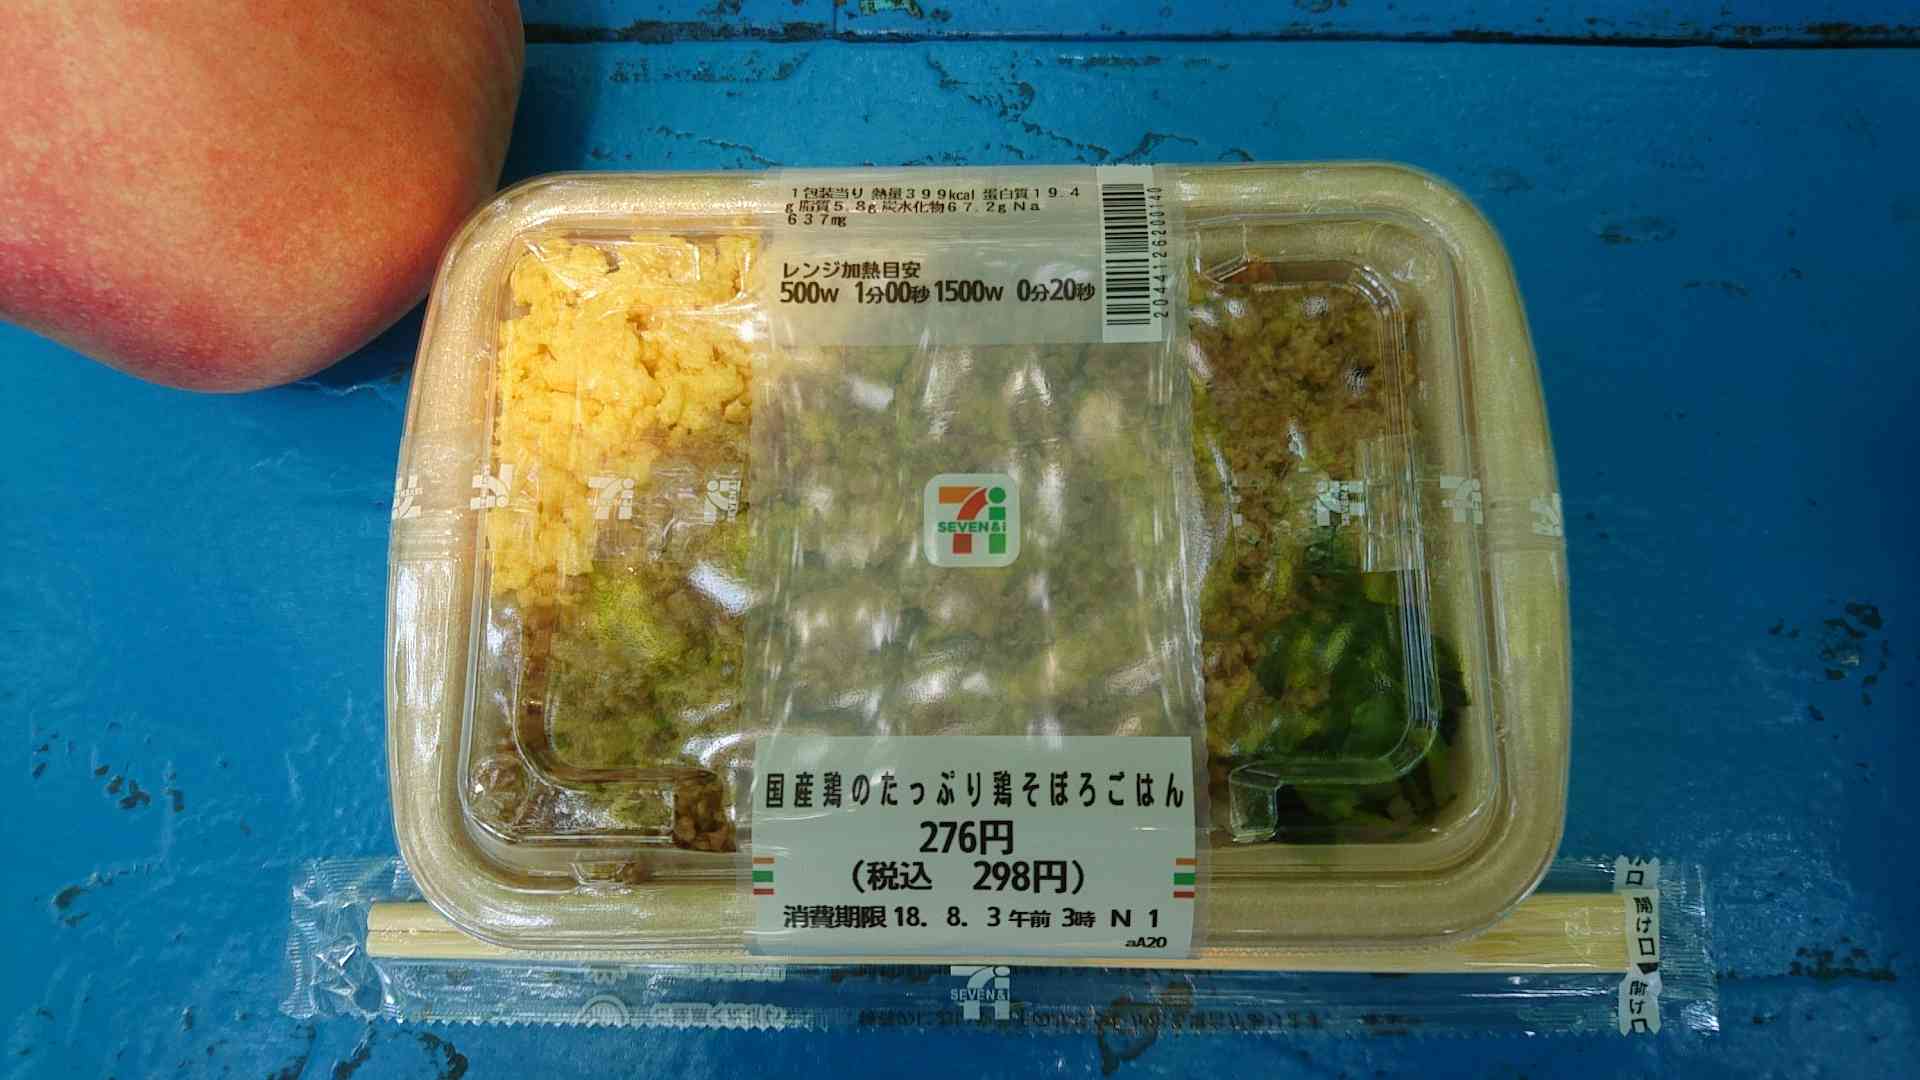 1包装当り 熱量399kcal 蛋白質19.4
g 脂質5.8g 炭水化物67.2g Na
637mg
2044126200140
レンジ加熱目安
500W 1分00秒 1500W 0分20秒
SEVEN&i
国産鶏のたっぷり鶏そぼろごはん
276円
(税込 298円)
消費期限 18. 8. 3 午前 3時 N 1
aA20
開け口
SEVEN&i